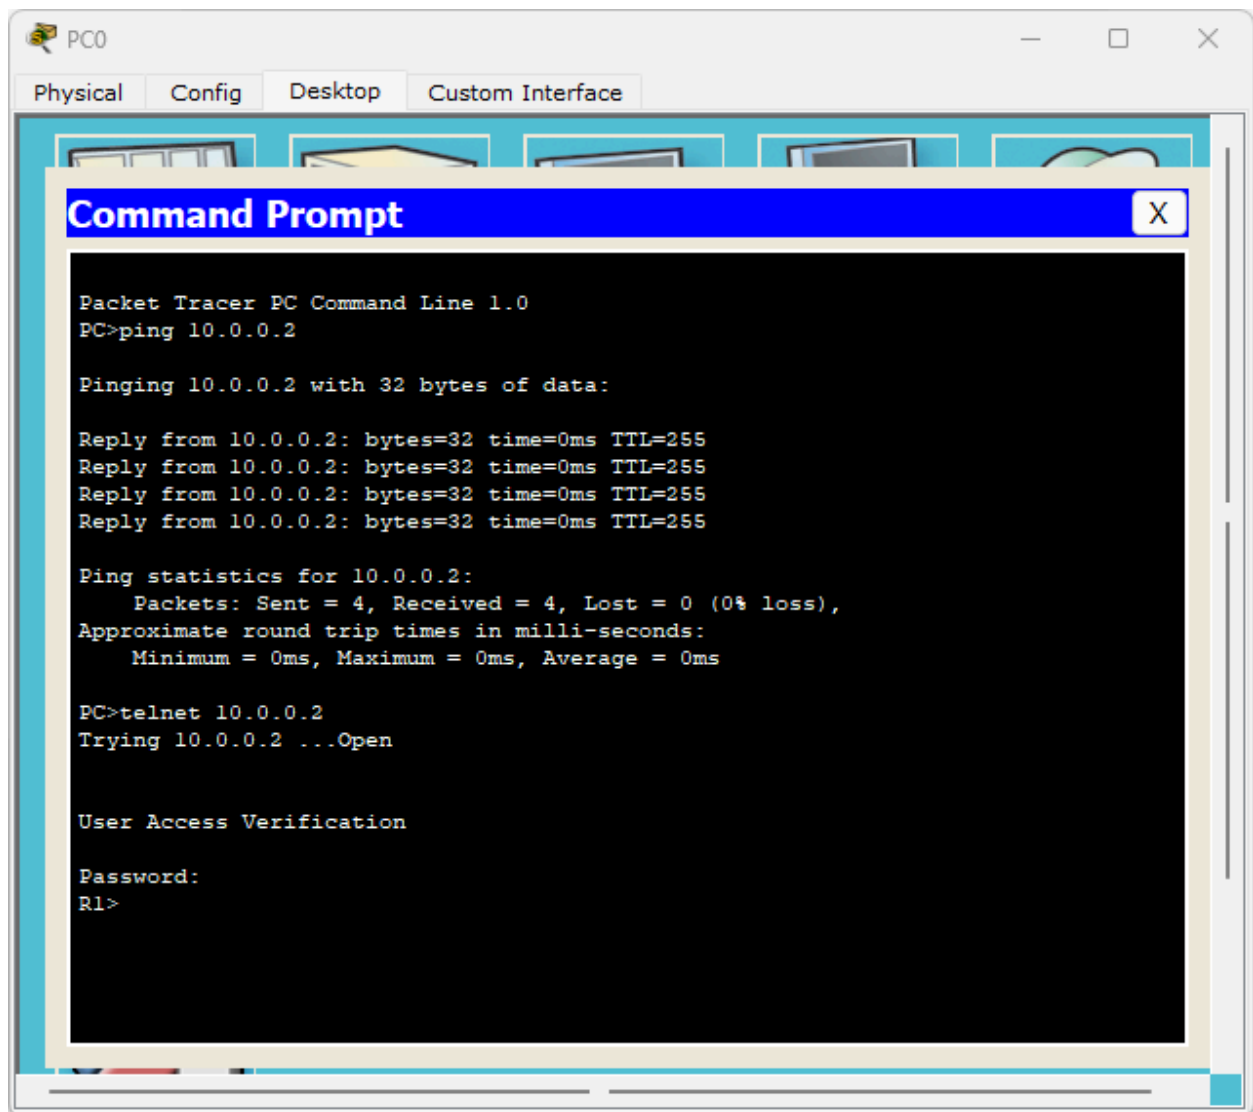 PC0
Physical Config Desktop Custom Interface
Command Prompt X
Packet Tracer PC Command Line 1.0
PC>ping 10.0.0.2
Pinging 10.0.0.2 with 32 bytes of data:
Reply from 10.0.0.2: bytes=32 time=0ms TTL=255
Reply from 10.0.0.2: bytes=32 time=0ms TTL=255
Reply from 10.0.0.2: bytes=32 time=0ms TTL=255
Reply from 10.0.0.2: bytes=32 time=0ms TTL=255
Ping statistics for 10.0.0.2:
    Packets: Sent = 4, Received = 4, Lost = 0 (0% loss),
Approximate round trip times in milli-seconds:
    Minimum = 0ms, Maximum = 0ms, Average = 0ms
PC>telnet 10.0.0.2
Trying 10.0.0.2 ...Open
User Access Verification
Password:
R1>